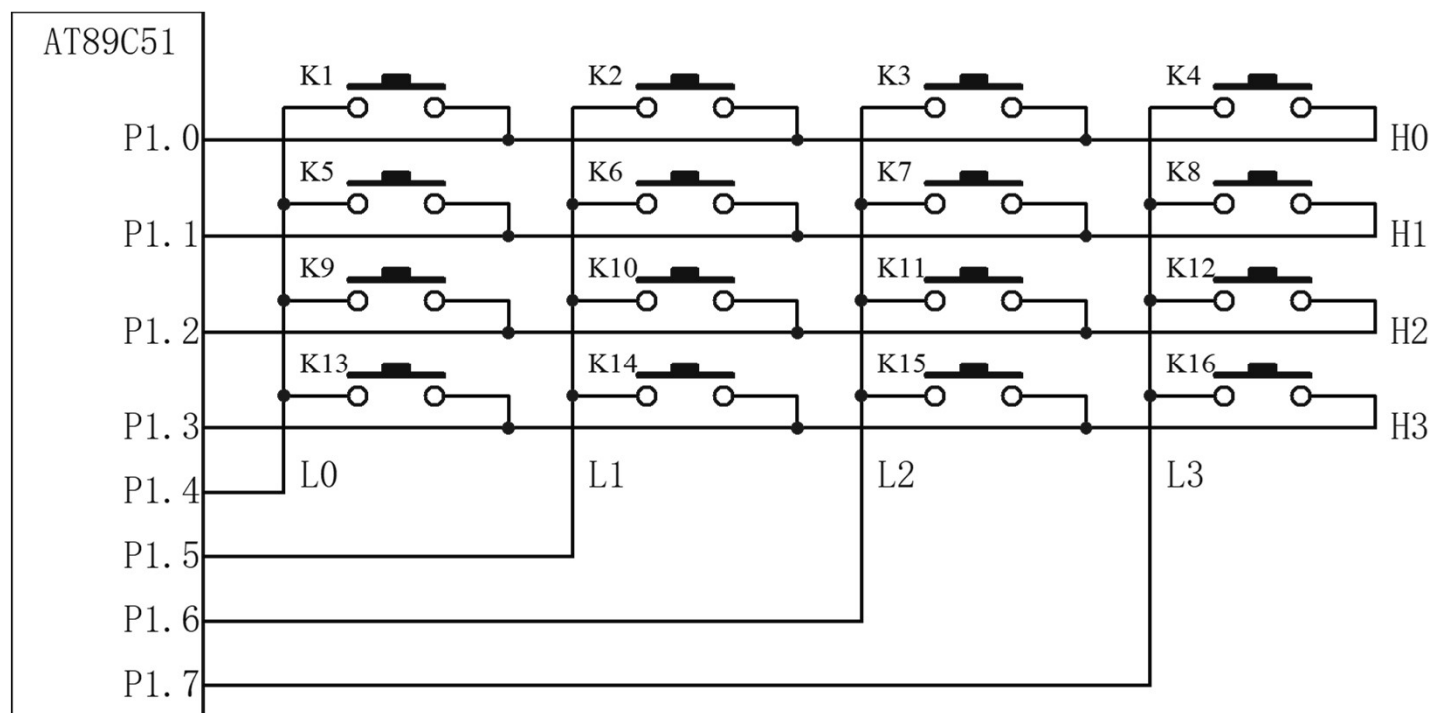 AT89C51
K1 K2 K3 K4
P1.0 H0
K5 K6 K7 K8
P1.1 H1
K9 K10 K11 K12
P1.2 H2
K13 K14 K15 K16
P1.3 H3
L0 L1 L2 L3
P1.4
P1.5
P1.6
P1.7